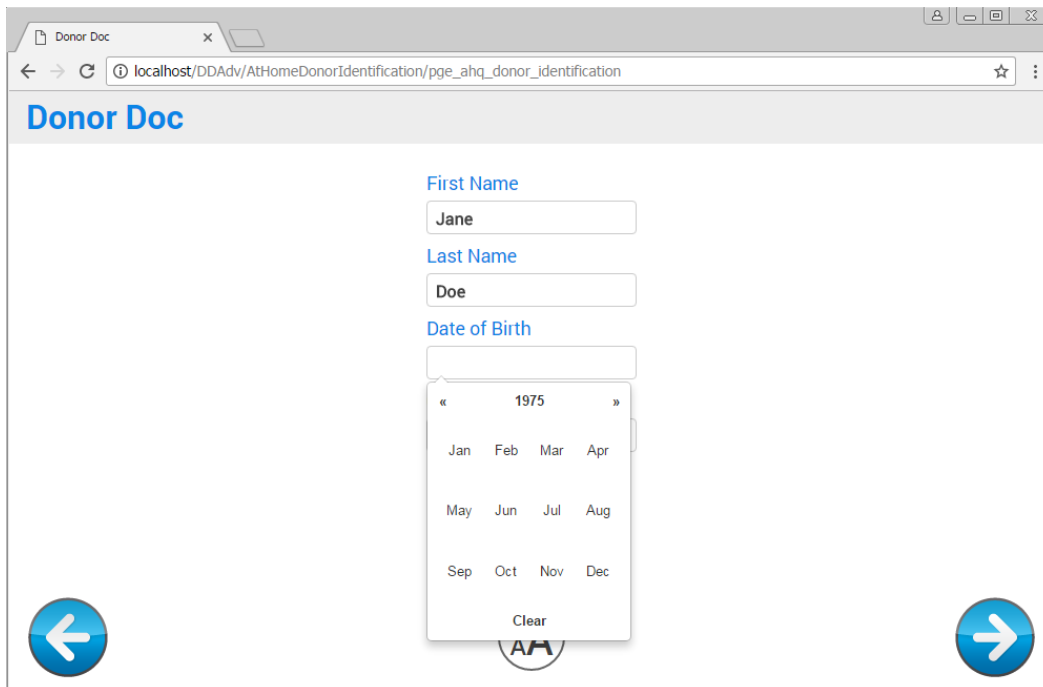 Donor Doc
localhost/DDAdv/AtHomeDonorIdentification/pge_ahq_donor_identification
Donor Doc
First Name
Jane
Last Name
Doe
Date of Birth
« 1975 »
Jan Feb Mar Apr
May Jun Jul Aug
Sep Oct Nov Dec
Clear
AA